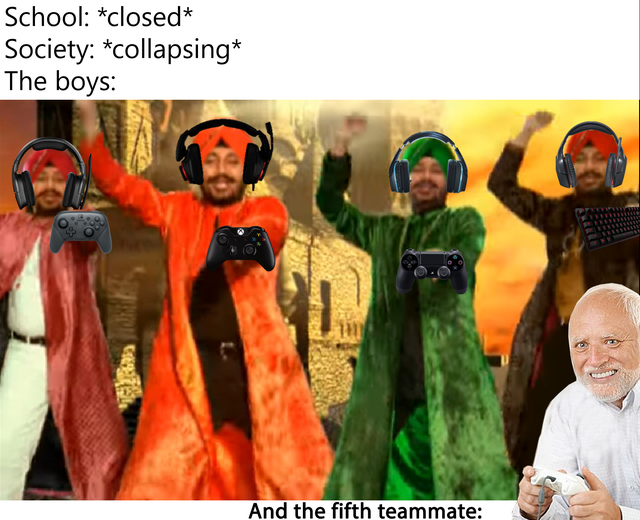 School: *closed*
Society: *collapsing*
The boys:
And the fifth teammate: